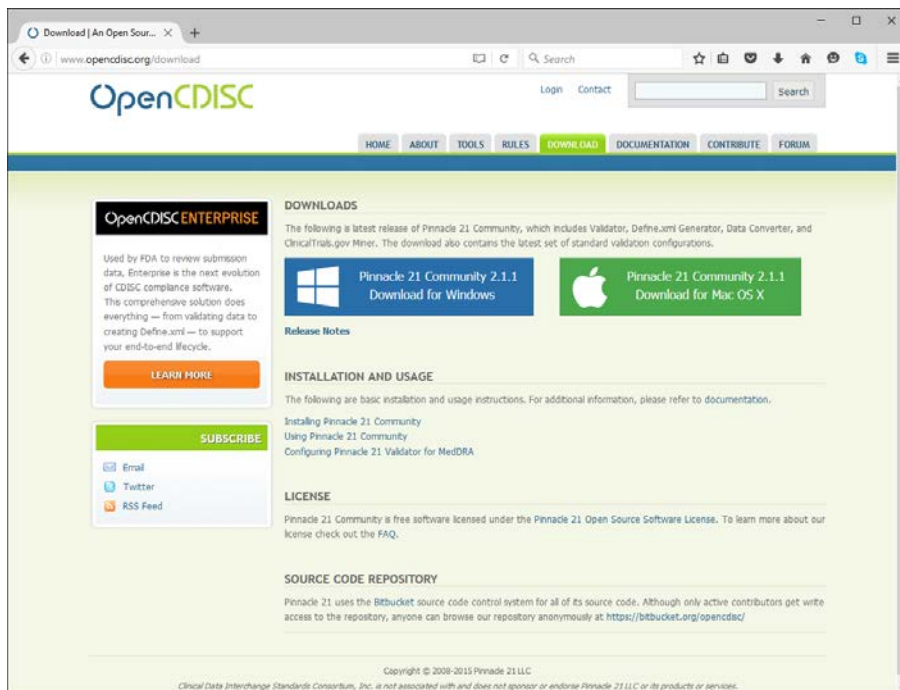 Download | An Open Sour...
www.opencdisc.org/download
Search
OpenCDISC
Login Contact
Search
HOME ABOUT TOOLS RULES DOWNLOAD DOCUMENTATION CONTRIBUTE FORUM
OpenCDISC ENTERPRISE
Used by FDA to review submission
data, Enterprise is the next evolution
of CDISC compliance software.
This comprehensive solution does
everything — from validating data to
creating Define.xml — to support
your end-to-end lifecycle.
LEARN MORE
SUBSCRIBE
Email
Twitter
RSS Feed
DOWNLOADS
The following is latest release of Pinnacle 21 Community, which includes Validator, Define.xml Generator, Data Converter, and
ClinicalTrials.gov Miner. The download also contains the latest set of standard validation configurations.
Pinnacle 21 Community 2.1.1
Download for Windows
Pinnacle 21 Community 2.1.1
Download for Mac OS X
Release Notes
INSTALLATION AND USAGE
The following are basic installation and usage instructions. For additional information, please refer to documentation.
Installing Pinnacle 21 Community
Using Pinnacle 21 Community
Configuring Pinnacle 21 Validator for MedDRA
LICENSE
Pinnacle 21 Community is free software licensed under the Pinnacle 21 Open Source Software License. To learn more about our
license check out the FAQ.
SOURCE CODE REPOSITORY
Pinnacle 21 uses the Bitbucket source code control system for all of its source code. Although only active contributors get write
access to the repository, anyone can browse our repository anonymously at https://bitbucket.org/opencdisc/
Copyright © 2008-2015 Pinnacle 21 LLC
Clinical Data Interchange Standards Consortium, Inc. is not associated with and does not sponsor or endorse Pinnacle 21 LLC or its products or services.